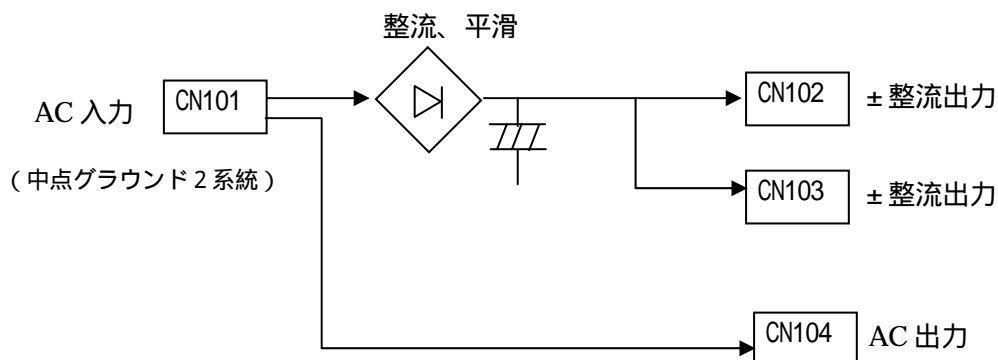 整流、平滑
AC 入力
CN101
CN102
± 整流出力
(中点グラウンド 2 系統)
CN103
± 整流出力
CN104
AC 出力